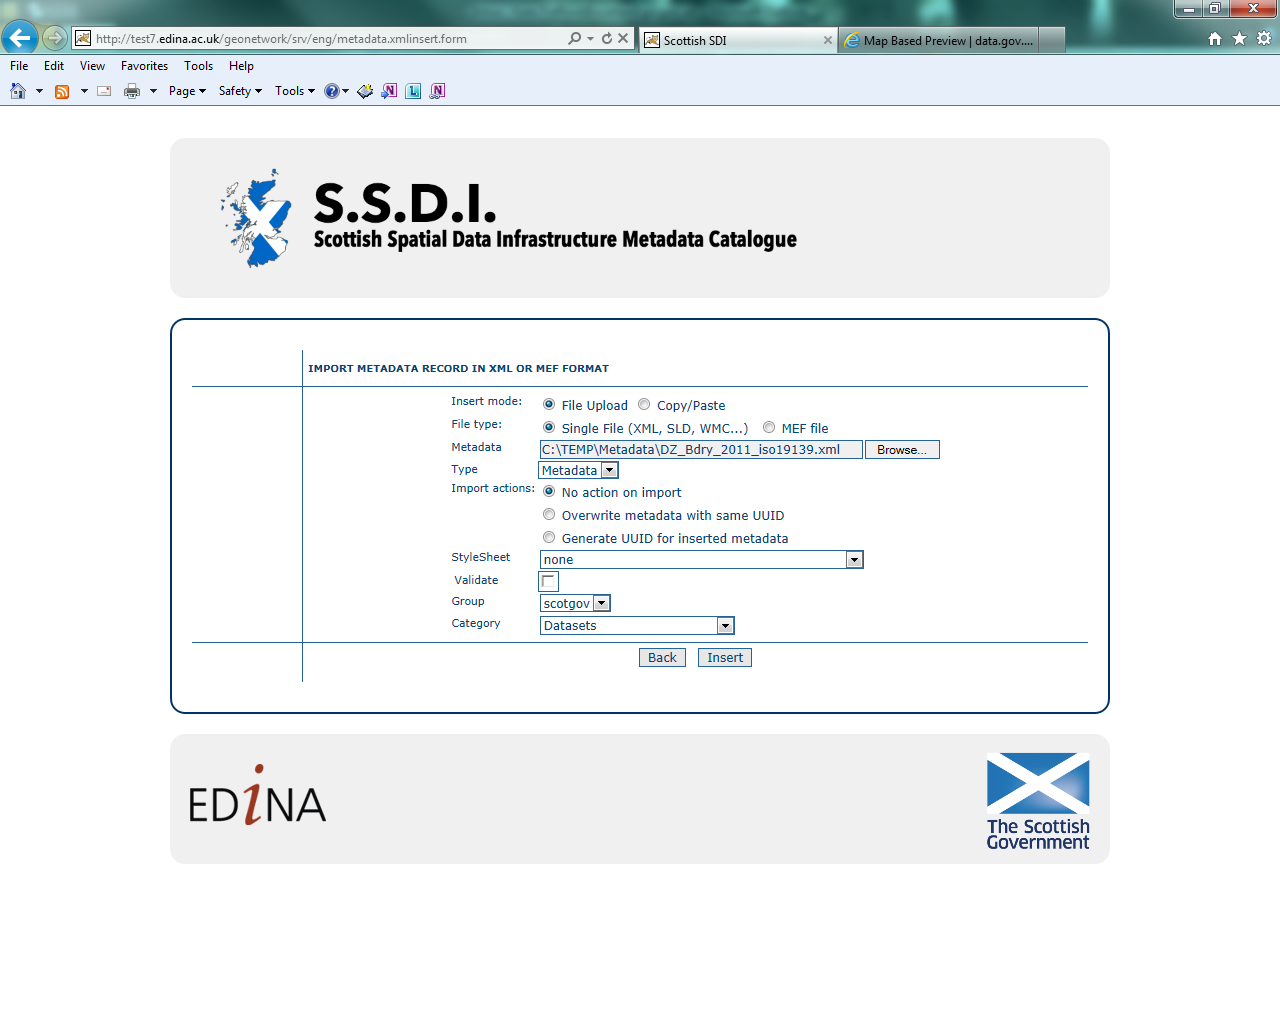 http://test7.edina.ac.uk/geonetwork/srv/eng/metadata.xmlinsert.form
Scottish SDI
Map Based Preview | data.gov....
File Edit View Favorites Tools Help
Page Safety Tools
S.S.D.I.
Scottish Spatial Data Infrastructure Metadata Catalogue
IMPORT METADATA RECORD IN XML OR MEF FORMAT
Insert mode: File Upload Copy/Paste
File type: Single File (XML, SLD, WMC...) MEF file
Metadata C:\TEMP\Metadata\DZ_Bdry_2011_iso19139.xml Browse...
Type Metadata
Import actions: No action on import
Overwrite metadata with same UUID
Generate UUID for inserted metadata
StyleSheet none
Validate
Group scotgov
Category Datasets
Back Insert
EDiNA
The Scottish
Government